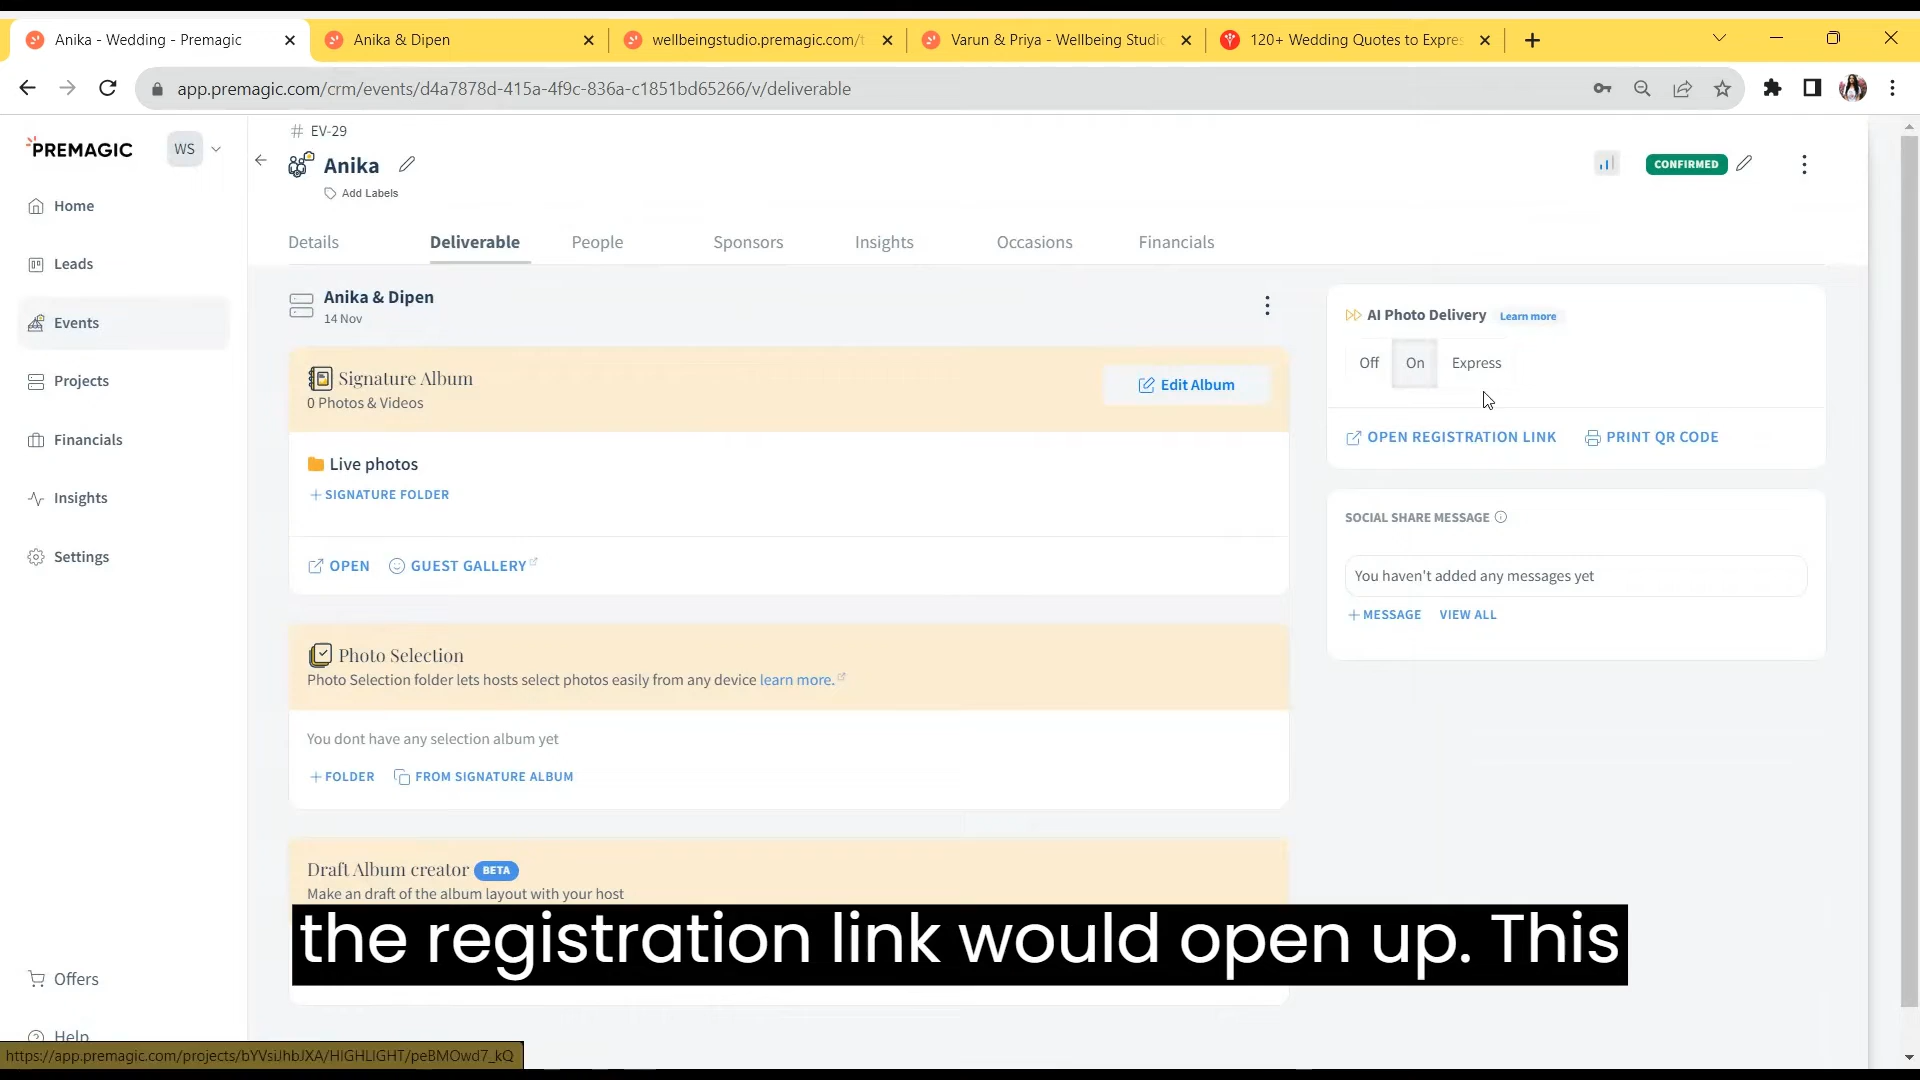 Anika - Wedding - Premagic
Anika & Dipen
wellbeingstudio.premagic.com/
Varun & Priya - Wellbeing Studio
120+ Wedding Quotes to Expres
app.premagic.com/crm/events/d4a7878d-415a-4f9c-836a-c1851bd65266/v/deliverable
PREMAGIC
WS
Home
Leads
Events
Projects
Financials
Insights
Settings
Offers
Help
# EV-29
Anika
Add Labels
CONFIRMED
Details
Deliverable
People
Sponsors
Insights
Occasions
Financials
Anika & Dipen
14 Nov
Signature Album
0 Photos & Videos
Edit Album
Live photos
+ SIGNATURE FOLDER
OPEN
GUEST GALLERY
Photo Selection
Photo Selection folder lets hosts select photos easily from any device learn more.
You dont have any selection album yet
+ FOLDER
FROM SIGNATURE ALBUM
Draft Album creator BETA
Make an draft of the album layout with your host
AI Photo Delivery Learn more
Off
On
Express
OPEN REGISTRATION LINK
PRINT QR CODE
SOCIAL SHARE MESSAGE
You haven't added any messages yet
+ MESSAGE
VIEW ALL
the registration link would open up. This
https://app.premagic.com/projects/bYVsiJhbJXA/HIGHLIGHT/peBMOwd7_kQ